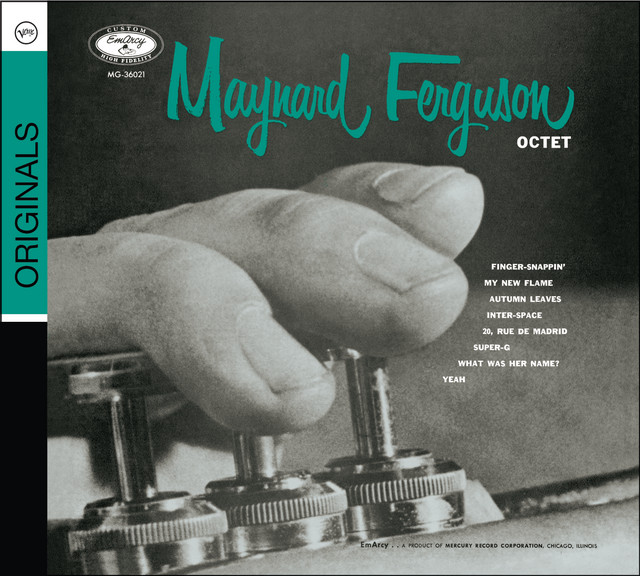 Verve
ORIGINALS
CUSTOM
EmArcy
HIGH FIDELITY
MG-36021
Maynard Ferguson
OCTET
FINGER-SNAPPIN'
MY NEW FLAME
AUTUMN LEAVES
INTER-SPACE
20, RUE DE MADRID
SUPER-G
WHAT WAS HER NAME?
YEAH
EmArcy . . A PRODUCT OF MERCURY RECORD CORPORATION, CHICAGO, ILLINOIS